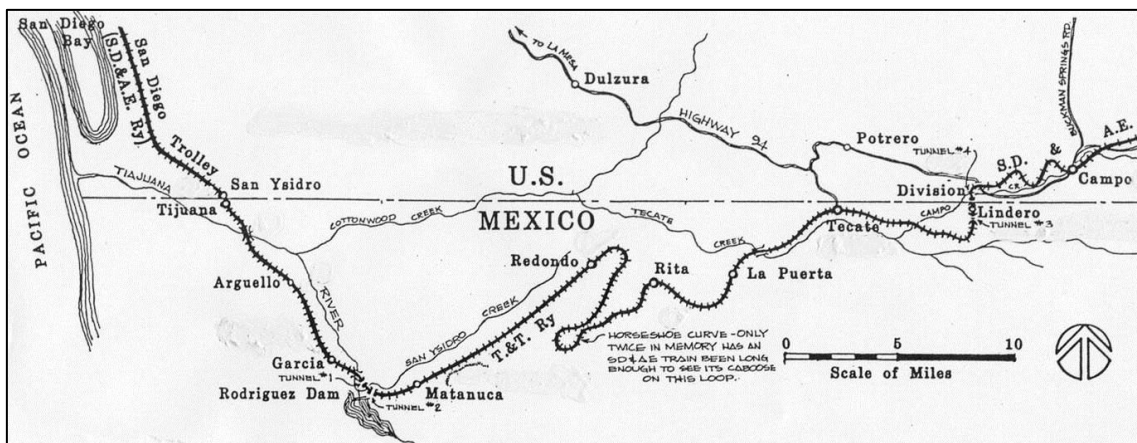 San Diego
Bay
San Diego
(S.D.&A.E. Ry)
Trolley
PACIFIC OCEAN
TIAJUANA
RIVER
San Ysidro
Tijuana
Arguello
Garcia
TUNNEL #1
Rodriguez Dam
TUNNEL #2
Matanuca
SAN YSIDRO CREEK
T.&T. Ry
COTTONWOOD CREEK
U.S.
MEXICO
TO LA MESA
Dulzura
HIGHWAY 94
Potrero
TUNNEL #4
BUCKMAN SPRINGS RD.
S.D. & A.E.
Division
CAMPO CR.
Campo
Lindero
TUNNEL #3
Tecate
TECATE CREEK
La Puerta
Redondo
Rita
HORSESHOE CURVE - ONLY
TWICE IN MEMORY HAS AN
SD&AE TRAIN BEEN LONG
ENOUGH TO SEE ITS CABOOSE
ON THIS LOOP.
0 5 10
Scale of Miles